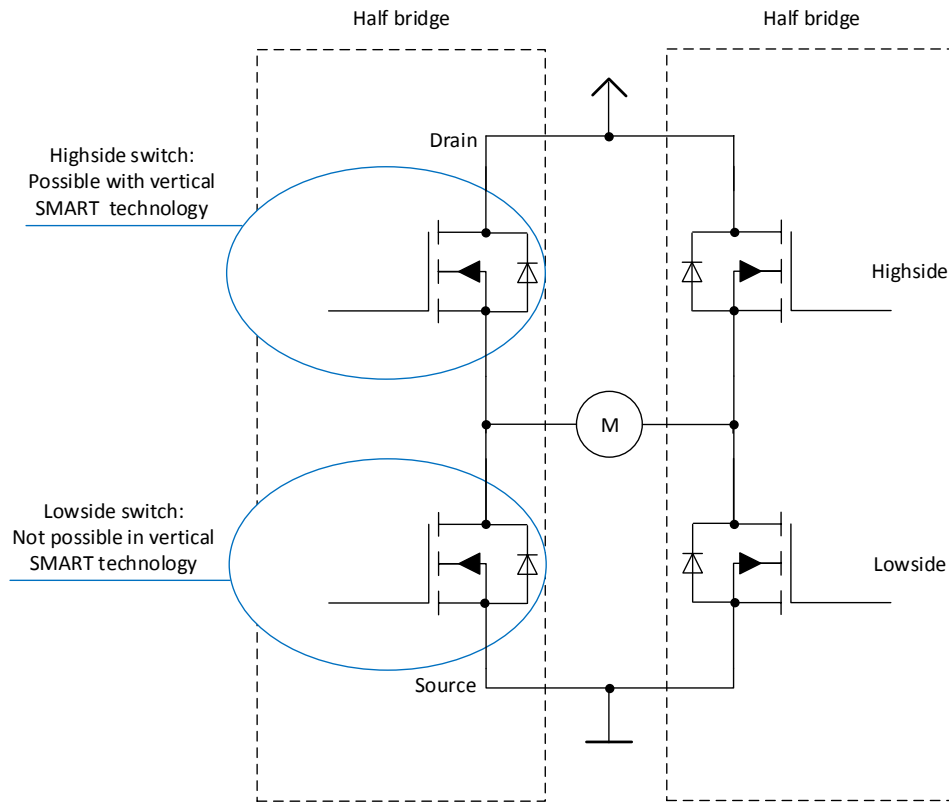 Half bridge
Half bridge
Drain
Highside switch:
Possible with vertical
SMART technology
Highside
M
Lowside switch:
Not possible in vertical
SMART technology
Lowside
Source